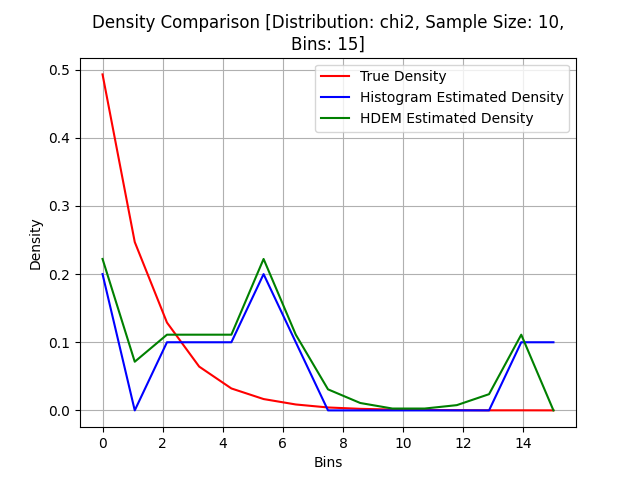 Density Comparison [Distribution: chi2, Sample Size: 10,
Bins: 15]
True Density
Histogram Estimated Density
HDEM Estimated Density
Density
0.5
0.4
0.3
0.2
0.1
0.0
0 2 4 6 8 10 12 14
Bins